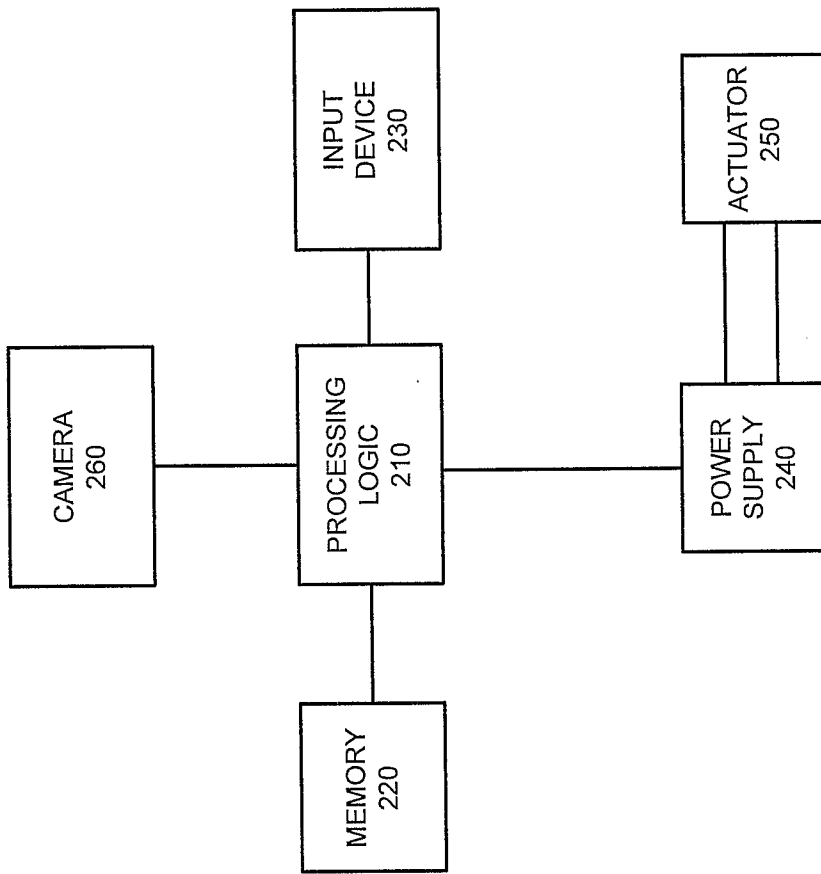 CAMERA
260
MEMORY
220
PROCESSING
LOGIC
210
INPUT
DEVICE
230
POWER
SUPPLY
240
ACTUATOR
250